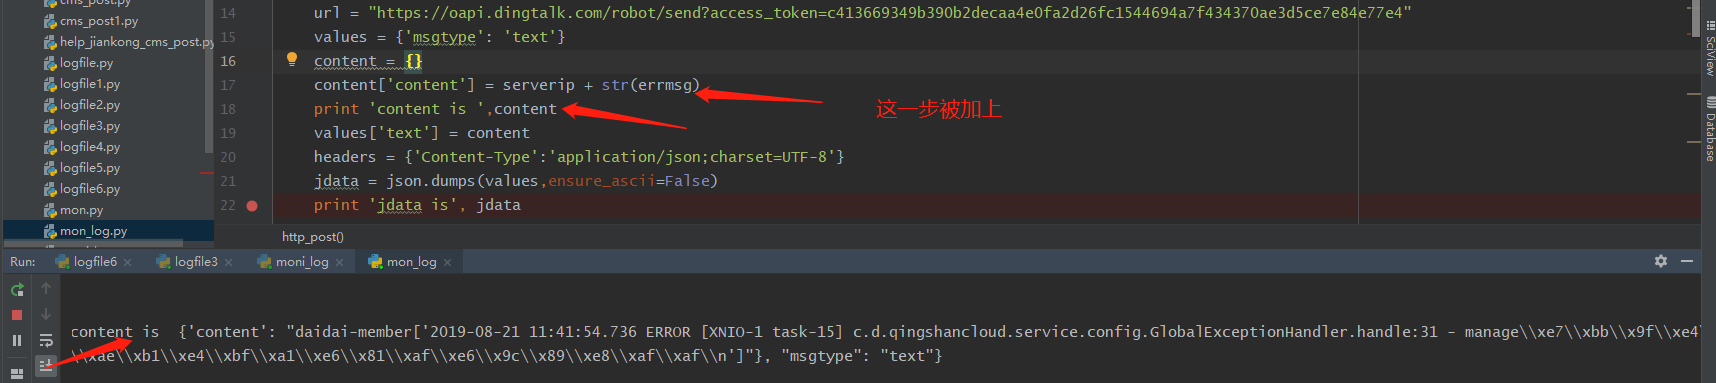 cms_post.py
cms_post1.py
help_jiankong_cms_post.py
logfile.py
logfile1.py
logfile2.py
logfile3.py
logfile4.py
logfile5.py
logfile6.py
mon.py
mon_log.py
14 url = "https://oapi.dingtalk.com/robot/send?access_token=c413669349b390b2decaa4e0fa2d26fc1544694a7f434370ae3d5ce7e84e77e4"
15 values = {'msgtype': 'text'}
16 content = {}
17 content['content'] = serverip + str(errmsg)
18 print 'content is ',content
这一步被加上
19 values['text'] = content
20 headers = {'Content-Type':'application/json;charset=UTF-8'}
21 jdata = json.dumps(values,ensure_ascii=False)
22 print 'jdata is', jdata
http_post()
SciView
Database
Run: logfile6 logfile3 moni_log mon_log
content is  {'content': "daidai-member['2019-08-21 11:41:54.736 ERROR [XNIO-1 task-15] c.d.qingshancloud.service.config.GlobalExceptionHandler.handle:31 - manage\\xe7\\xbb\\x9f\\xe4
\\xae\\xb1\\xe4\\xbf\\xa1\\xe6\\x81\\xaf\\xe6\\x9c\\x89\\xe8\\xaf\\xaf\\n']"}, "msgtype": "text"}